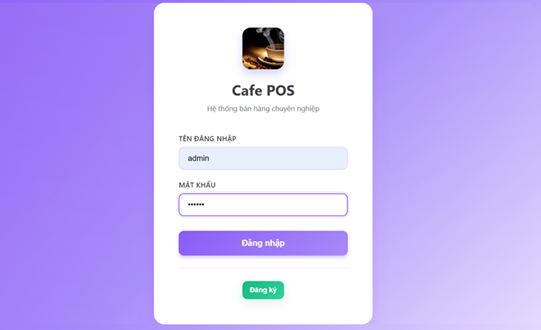 Cafe POS
Hệ thống bán hàng chuyên nghiệp
TÊN ĐĂNG NHẬP
admin
MẬT KHẨU
••••••
Đăng nhập
Đăng ký